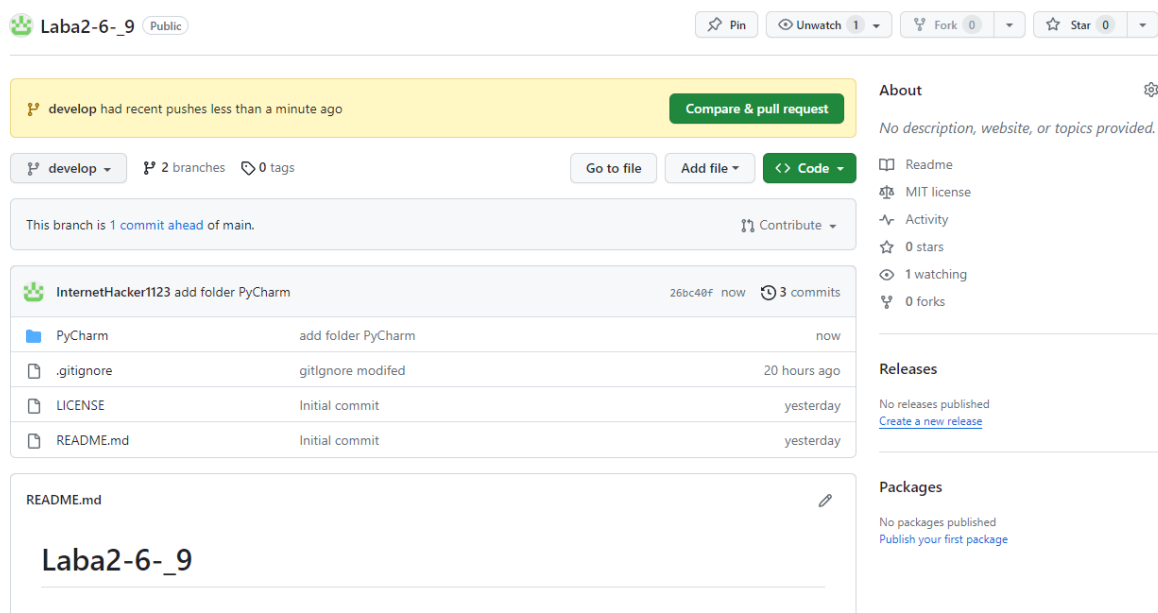 Laba2-6-_9 Public Pin Unwatch 1 Fork 0 Star 0
develop had recent pushes less than a minute ago Compare & pull request
develop 2 branches 0 tags Go to file Add file Code
This branch is 1 commit ahead of main. Contribute
InternetHacker1123 add folder PyCharm 26bc40f now 3 commits
PyCharm add folder PyCharm now
.gitignore gitIgnore modifed 20 hours ago
LICENSE Initial commit yesterday
README.md Initial commit yesterday
README.md
Laba2-6-_9
About
No description, website, or topics provided.
Readme
MIT license
Activity
0 stars
1 watching
0 forks
Releases
No releases published
Create a new release
Packages
No packages published
Publish your first package